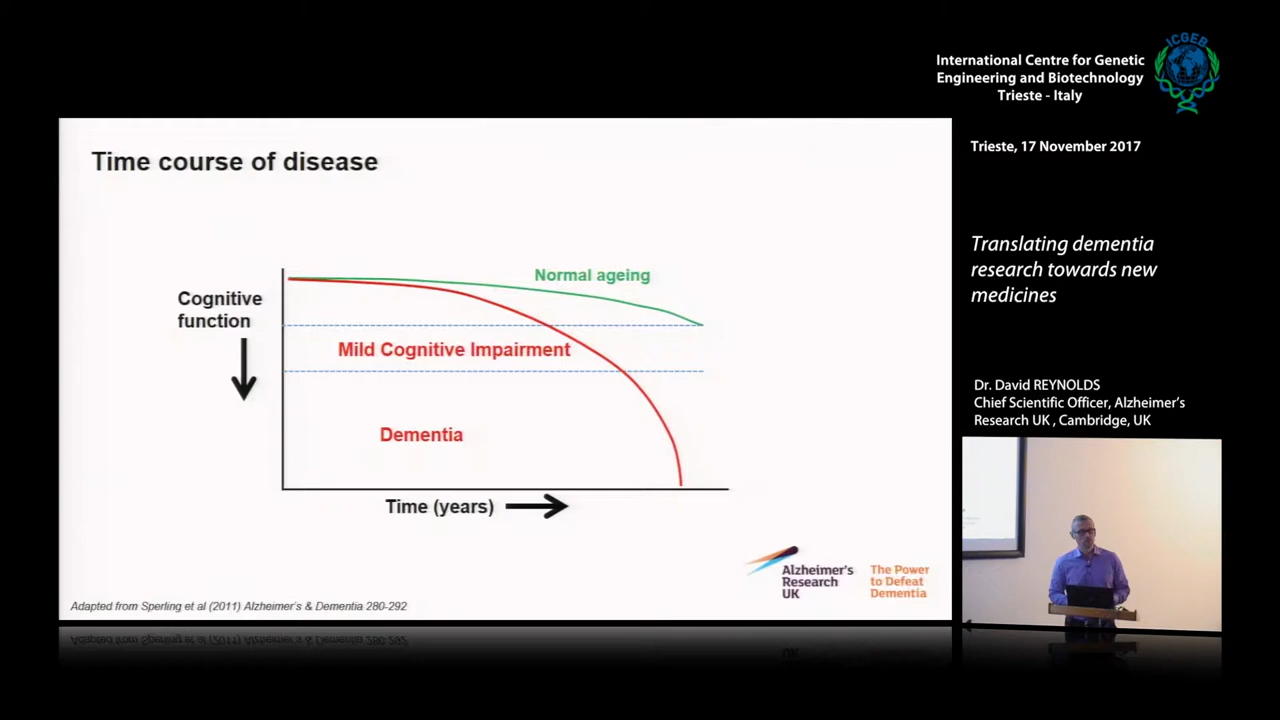 International Centre for Genetic
Engineering and Biotechnology
Trieste - Italy
ICGEB
Trieste, 17 November 2017
Time course of disease
Normal ageing
Cognitive
function
Mild Cognitive Impairment
Dementia
Time (years)
Alzheimer's
Research
UK
The Power
to Defeat
Dementia
Adapted from Sperling et al (2011) Alzheimer's & Dementia 280-292
Translating dementia
research towards new
medicines
Dr. David REYNOLDS
Chief Scientific Officer, Alzheimer's
Research UK , Cambridge, UK